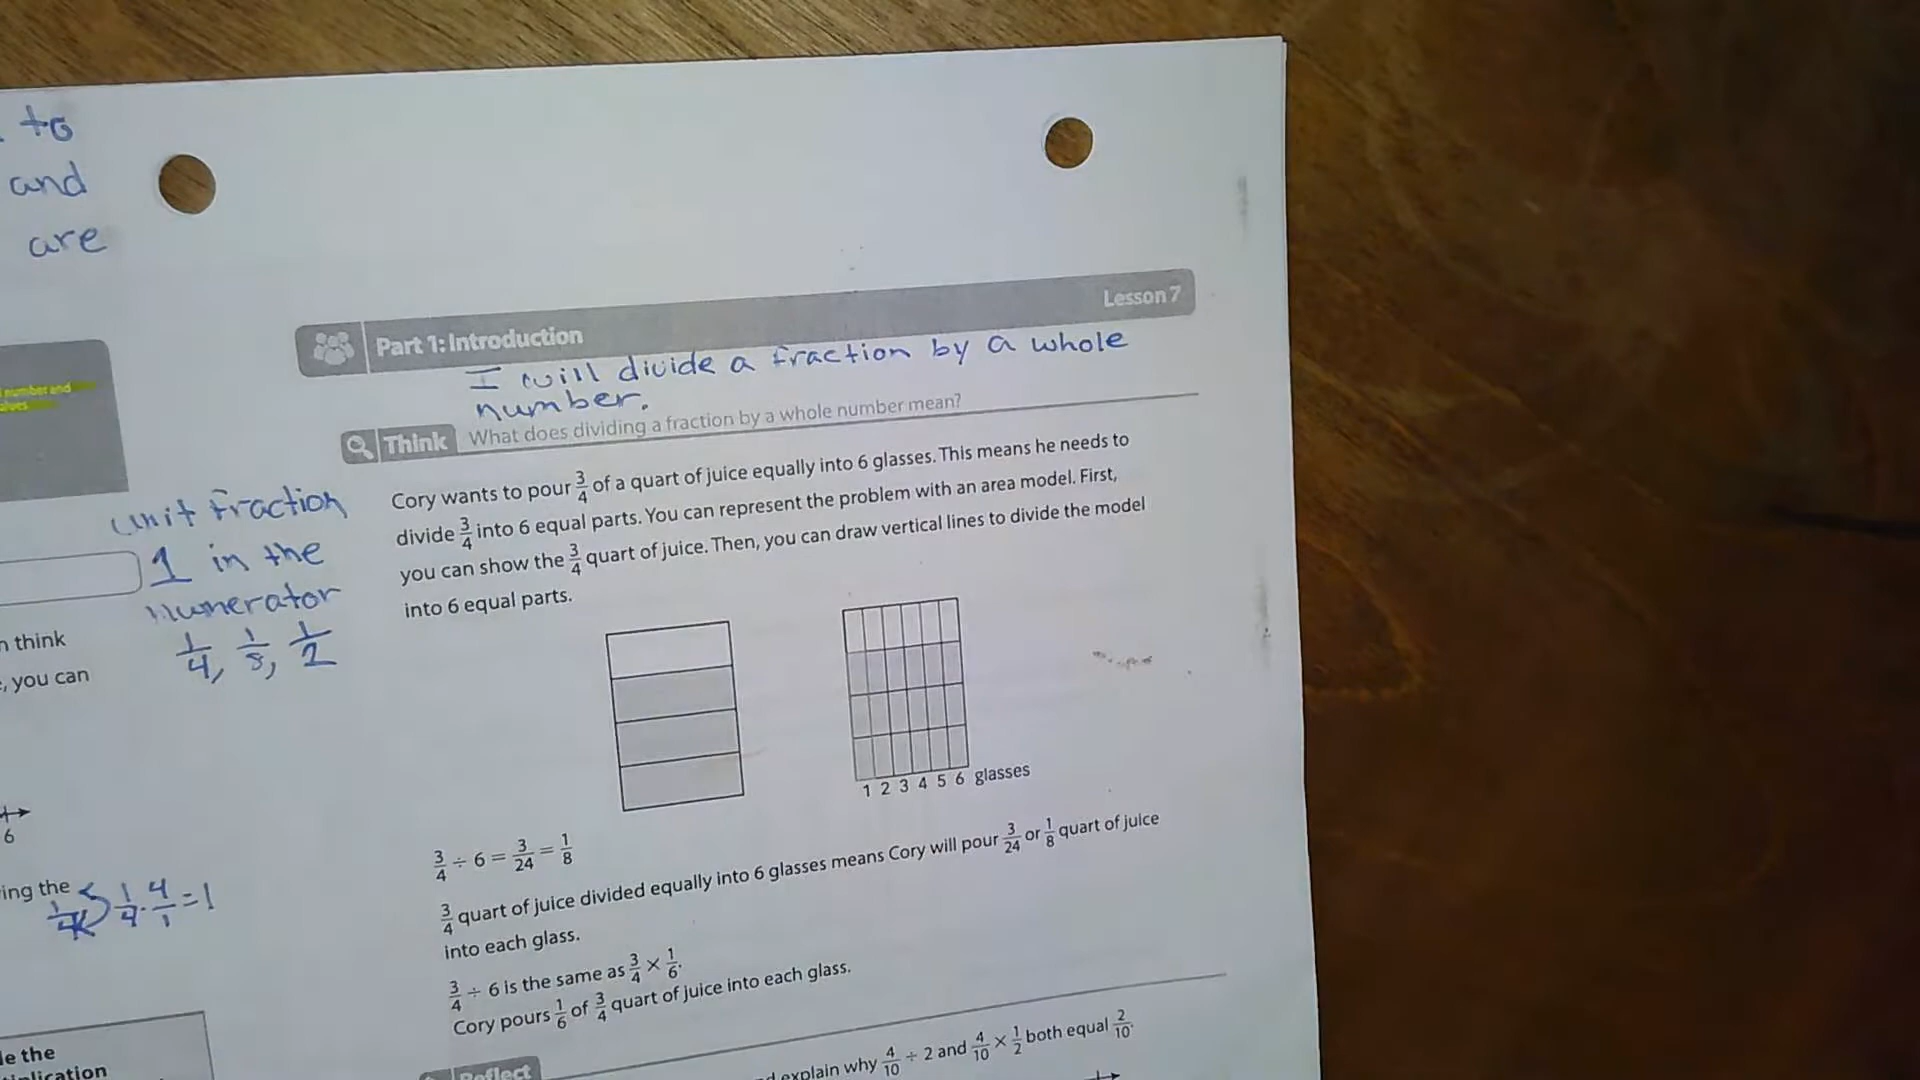 to
and
are
number and
Unit fraction
1 in the
numerator
1/4, 1/8, 1/2
think
, you can
6
ing the
1/4 · 4/1 = 1
le the
Part 1: Introduction
Lesson 7
I will divide a fraction by a whole
number.
Think What does dividing a fraction by a whole number mean?
Cory wants to pour 3/4 of a quart of juice equally into 6 glasses. This means he needs to
divide 3/4 into 6 equal parts. You can represent the problem with an area model. First,
you can show the 3/4 quart of juice. Then, you can draw vertical lines to divide the model
into 6 equal parts.
1 2 3 4 5 6 glasses
3/4 ÷ 6 = 3/24 = 1/8
3/4 quart of juice divided equally into 6 glasses means Cory will pour 3/24 or 1/8 quart of juice
into each glass.
3/4 ÷ 6 is the same as 3/4 × 1/6.
Cory pours 1/6 of 3/4 quart of juice into each glass.
Reflect
explain why 4/10 ÷ 2 and 4/10 × 1/2 both equal 2/10.